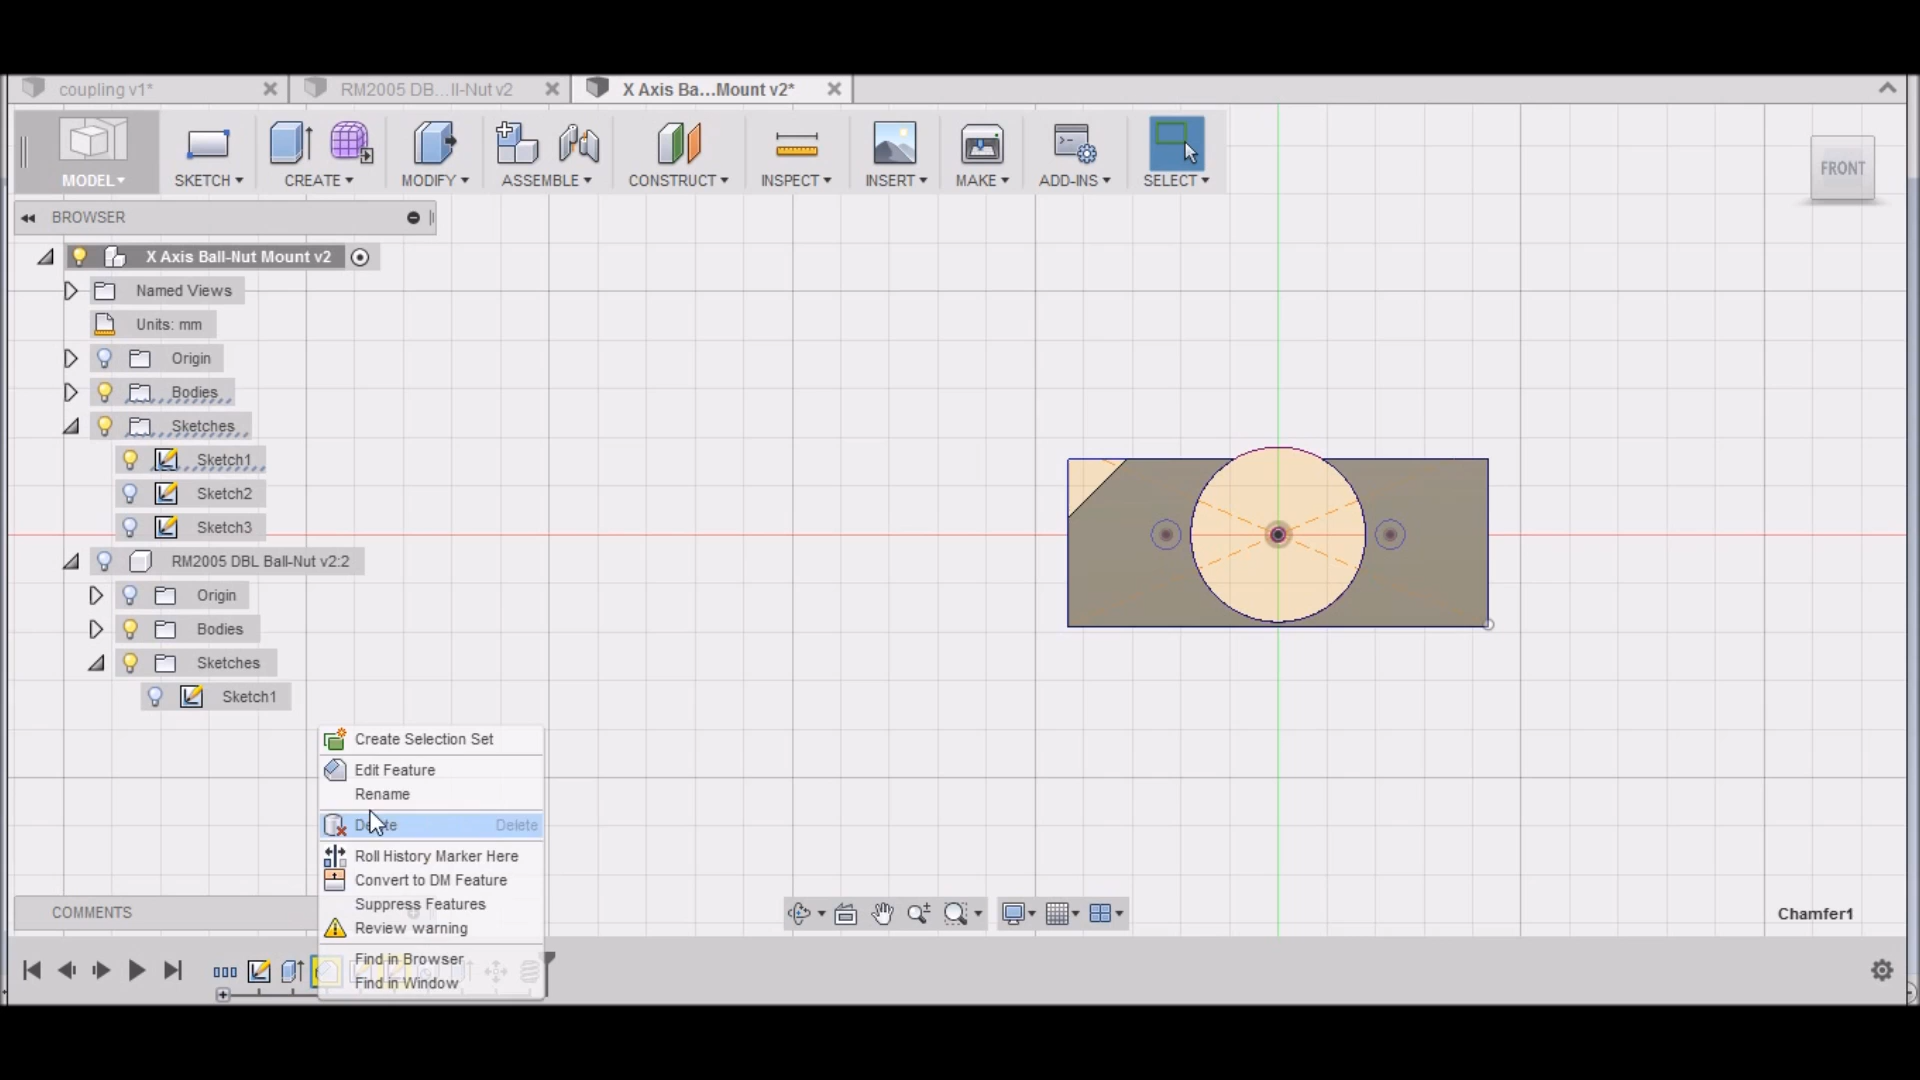 coupling v1*
RM2005 DB...ll-Nut v2
X Axis Ba...Mount v2*
MODEL
SKETCH
CREATE
MODIFY
ASSEMBLE
CONSTRUCT
INSPECT
INSERT
MAKE
ADD-INS
SELECT
FRONT
BROWSER
X Axis Ball-Nut Mount v2
Named Views
Units: mm
Origin
Bodies
Sketches
Sketch1
Sketch2
Sketch3
RM2005 DBL Ball-Nut v2:2
Origin
Bodies
Sketches
Sketch1
Create Selection Set
Edit Feature
Rename
Delete Delete
Roll History Marker Here
Convert to DM Feature
Suppress Features
Review warning
Find in Browser
Find in Window
COMMENTS
Chamfer1